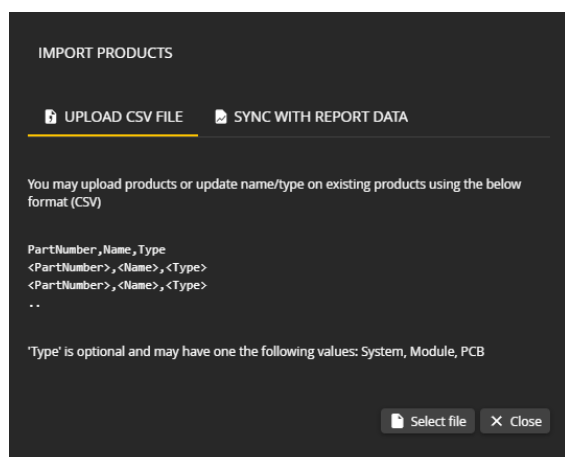 IMPORT PRODUCTS
UPLOAD CSV FILE SYNC WITH REPORT DATA
You may upload products or update name/type on existing products using the below
format (CSV)
PartNumber,Name,Type
<PartNumber>,<Name>,<Type>
<PartNumber>,<Name>,<Type>
..
'Type' is optional and may have one the following values: System, Module, PCB
Select file Close